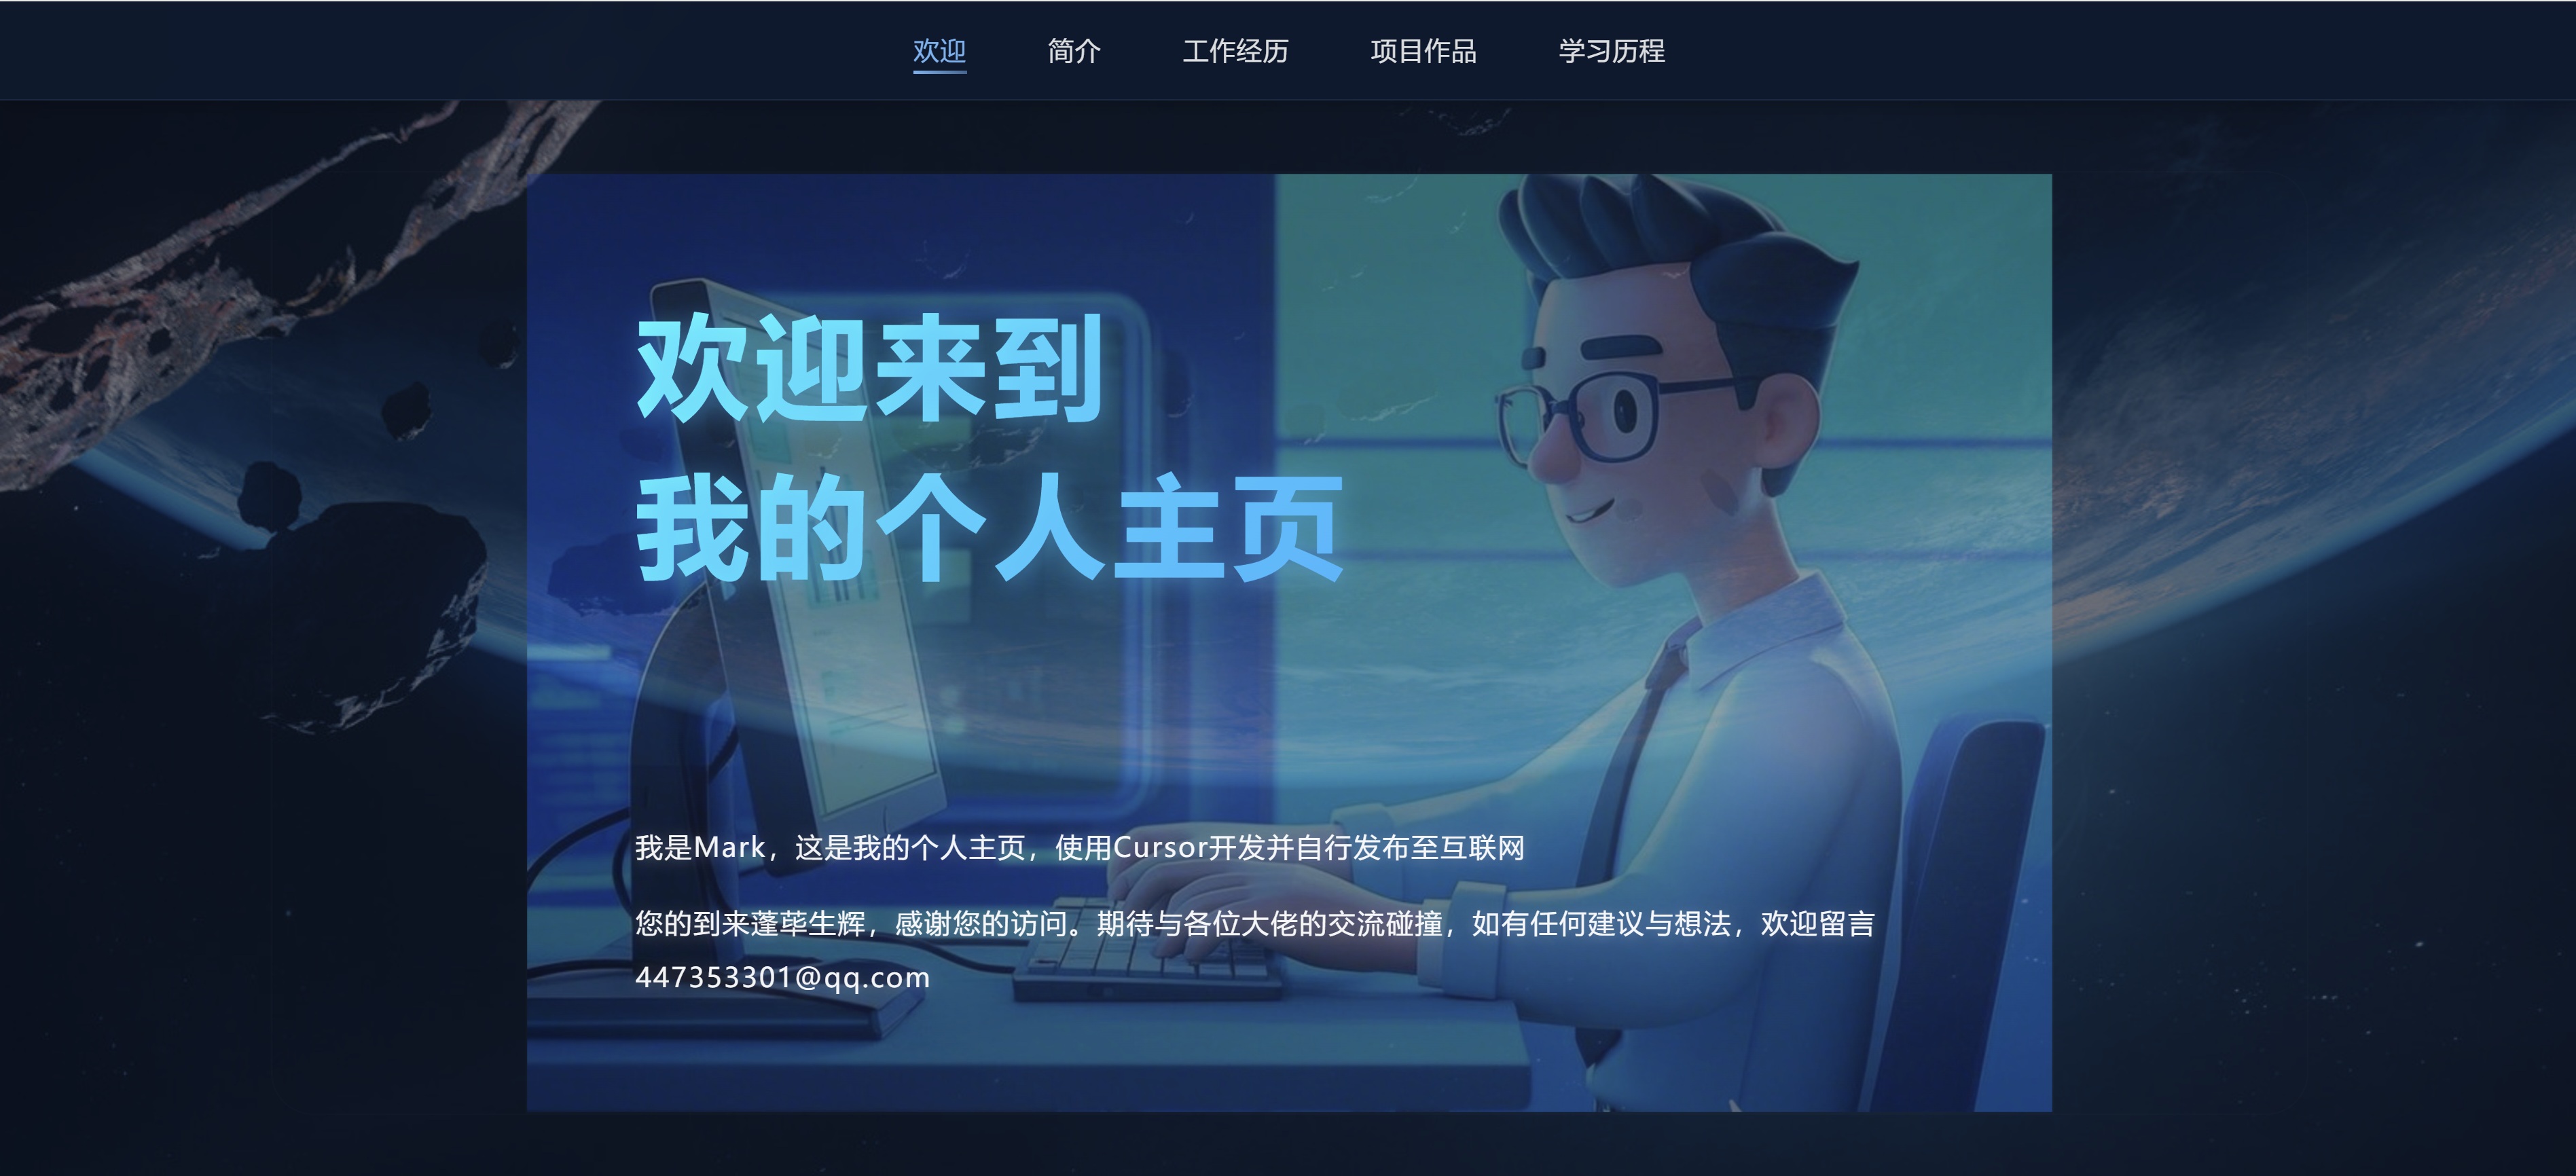 欢迎 简介 工作经历 项目作品 学习历程
欢迎来到
我的个人主页
我是Mark，这是我的个人主页，使用Cursor开发并自行发布至互联网
您的到来蓬荜生辉，感谢您的访问。期待与各位大佬的交流碰撞，如有任何建议与想法，欢迎留言
447353301@qq.com